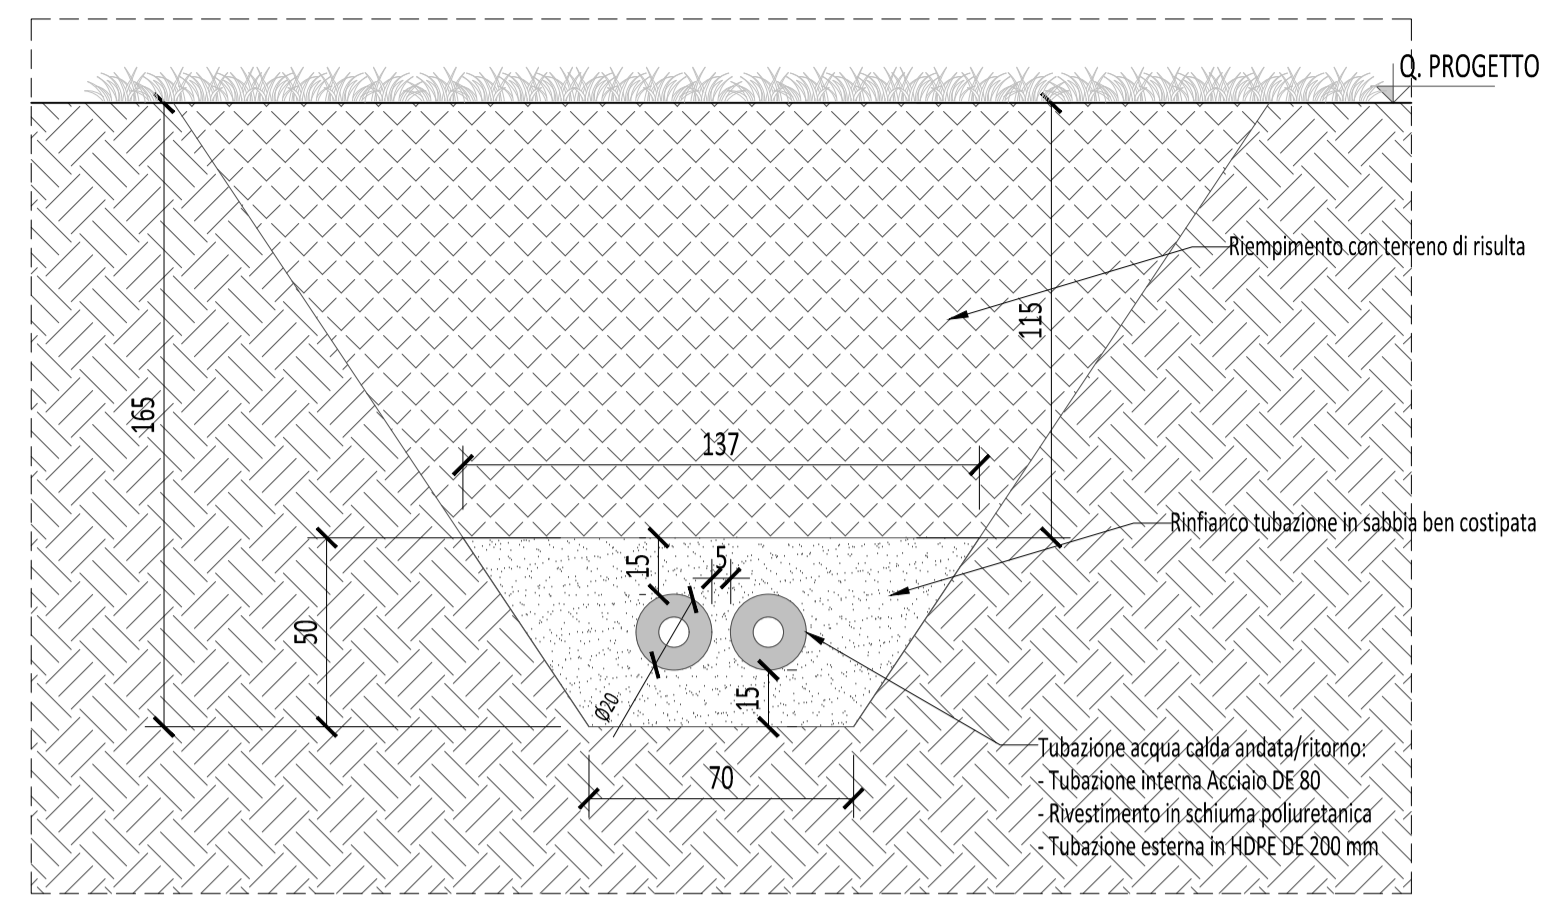 Q. PROGETTO
Riempimento con terreno di risulta
115
165
137
Rinfianco tubazione in sabbia ben costipata
15
5
50
Ø20
15
70
Tubazione acqua calda andata/ritorno:
- Tubazione interna Acciaio DE 80
- Rivestimento in schiuma poliuretanica
- Tubazione esterna in HDPE DE 200 mm